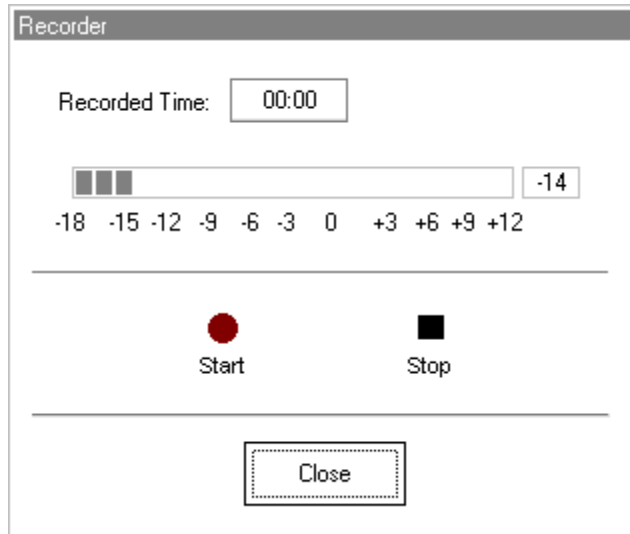 Recorder
Recorded Time: 00:00
-14
-18 -15 -12 -9 -6 -3 0 +3 +6 +9 +12
Start Stop
Close